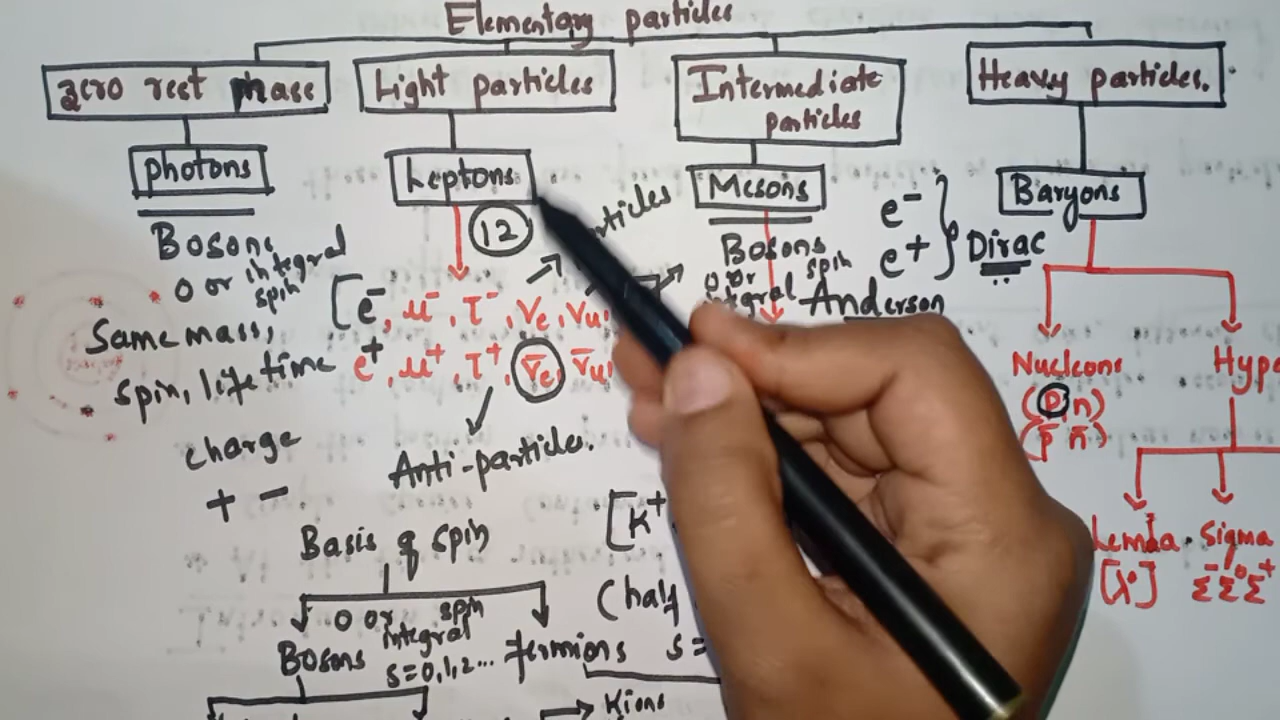 Elementary particles
zero rest mass
Light particles
Intermediate particles
Heavy particles.
photons
Leptons
Mesons
Baryons
Bosons
0 or integral
spin
Same mass,
spin, life time
charge
+ −
12
[e⁻, μ⁻, τ⁻, νe, νu,
e⁺, μ⁺, τ⁺, ν̄e, ν̄u,
Anti-particles.
Bosons
0 or spin
integral
e⁻
e⁺
Dirac
Anderson
Nucleons
(p, n)
(p̄ n̄)
Sigma
Σ⁻ Σ⁰ Σ⁺
[K⁺
Basis of spin
0 or spin
integral
Bosons
s=0,1,2...
fermions
s=
Kions